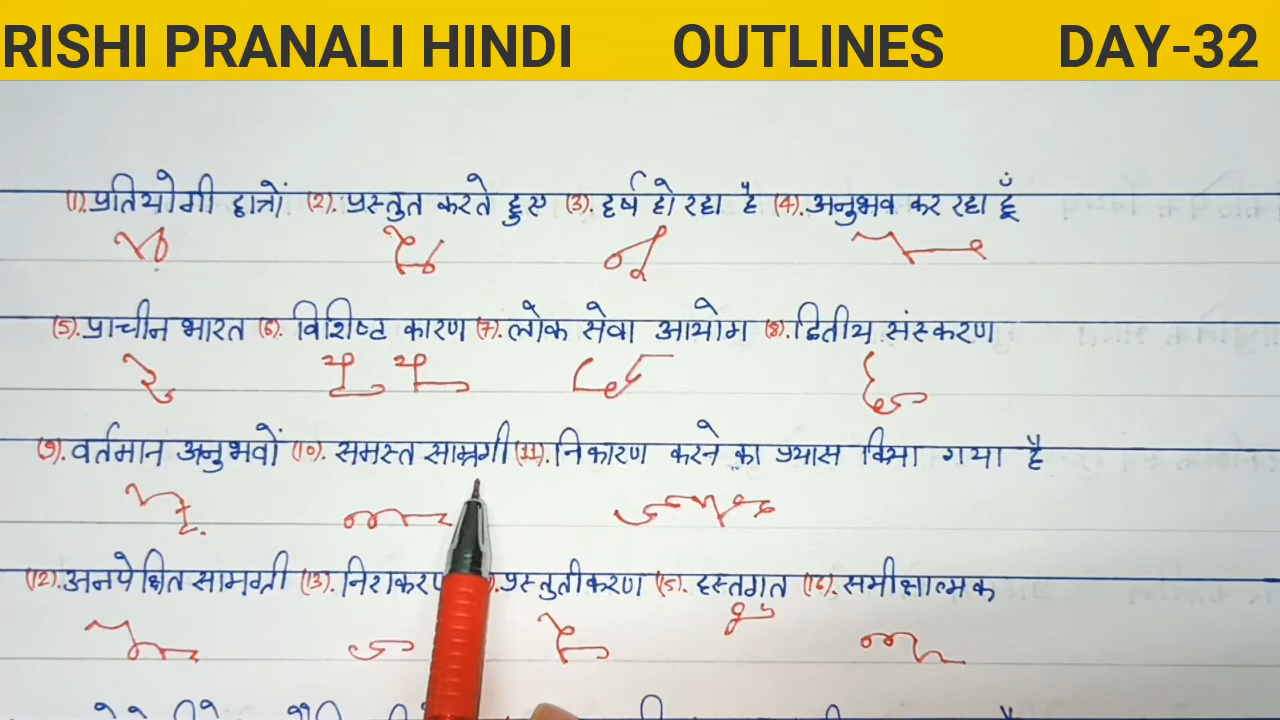 RISHI PRANALI HINDI OUTLINES DAY-32
(1). प्रतियोगी छात्रों (2). प्रस्तुत करते हुए (3). हर्ष हो रहा है (4). अनुभव कर रहा हूँ
(5). प्राचीन भारत (6). विशिष्ट कारण (7). लोक सेवा आयोग (8). द्वितीय संस्करण
(9). वर्तमान अनुभवों (10). समस्त सामग्री (11). निकारण करने का प्रयास किया गया है
(12). अनपेक्षित सामग्री (13). निराकरण प्रस्तुतीकरण (15). हस्तगत (16). समीक्षात्मक